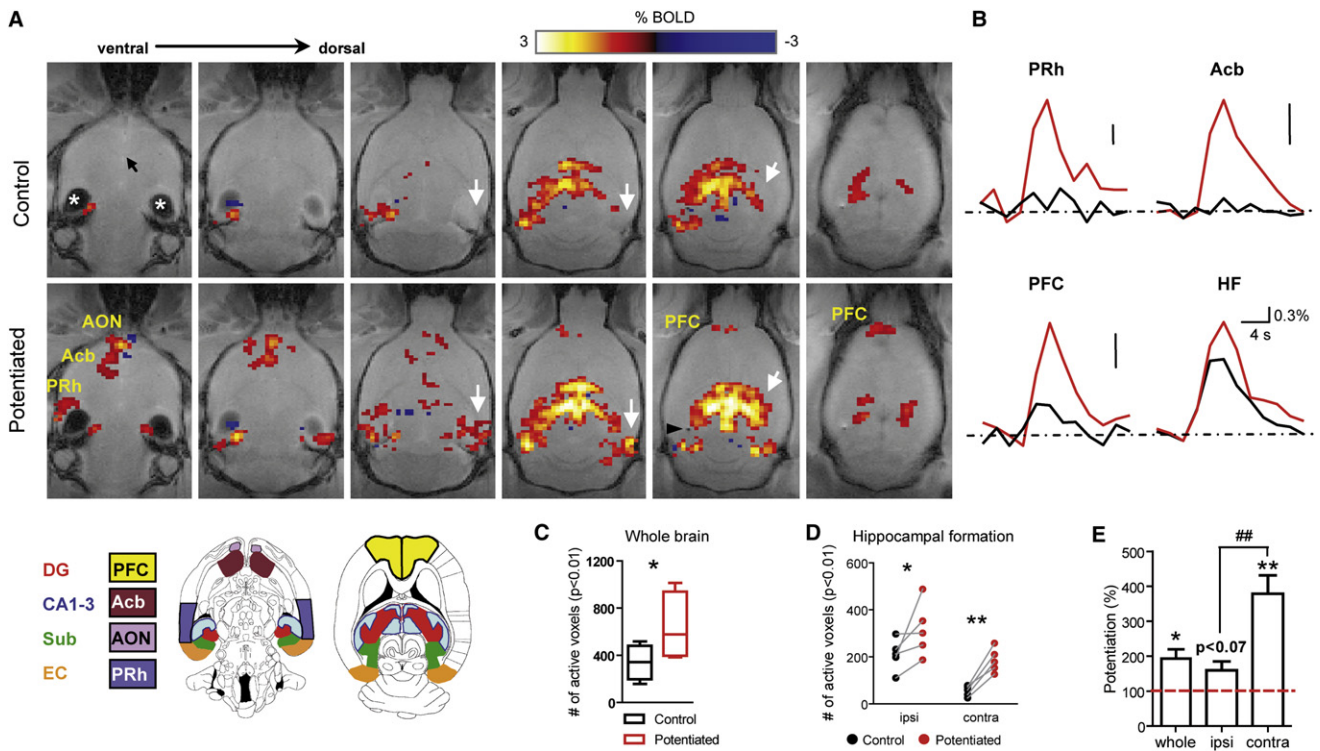 A
% BOLD
B
ventral
dorsal
3
-3
PRh
Acb
Control
*
*
PFC
HF
0.3%
4 s
Potentiated
AON
Acb
PRh
PFC
PFC
DG
PFC
CA1-3
Acb
Sub
AON
EC
PRh
C
Whole brain
# of active voxels (p<0.01)
1200
800
400
0
*
Control
Potentiated
D
Hippocampal formation
# of active voxels (p<0.01)
600
400
200
0
*
**
ipsi
contra
Control
Potentiated
E
Potentiation (%)
500
400
300
200
100
0
##
**
*
p<0.07
whole
ipsi
contra